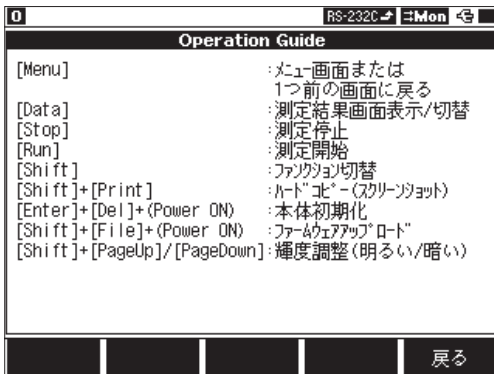 0 RS-232C Mon
Operation Guide
[Menu] :ﾒﾆｭｰ画面または
1つ前の画面に戻る
[Data] :測定結果画面表示/切替
[Stop] :測定停止
[Run] :測定開始
[Shift] :ﾌｧﾝｸｼｮﾝ切替
[Shift]+[Print] :ﾊｰﾄﾞｺﾋﾟｰ(ｽｸﾘｰﾝｼｮｯﾄ)
[Enter]+[Del]+(Power ON) :本体初期化
[Shift]+[File]+(Power ON) :ﾌｧｰﾑｳｪｱｱｯﾌﾟﾛｰﾄﾞ
[Shift]+[PageUp]/[PageDown]:輝度調整(明るい/暗い)
戻る